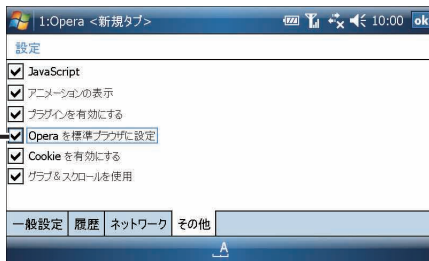 1:Opera <新規タブ> 10:00 ok
設定
JavaScript
アニメーションの表示
プラグインを有効にする
Opera を標準ブラウザに設定
Cookie を有効にする
グラブ&スクロールを使用
一般設定 履歴 ネットワーク その他
A